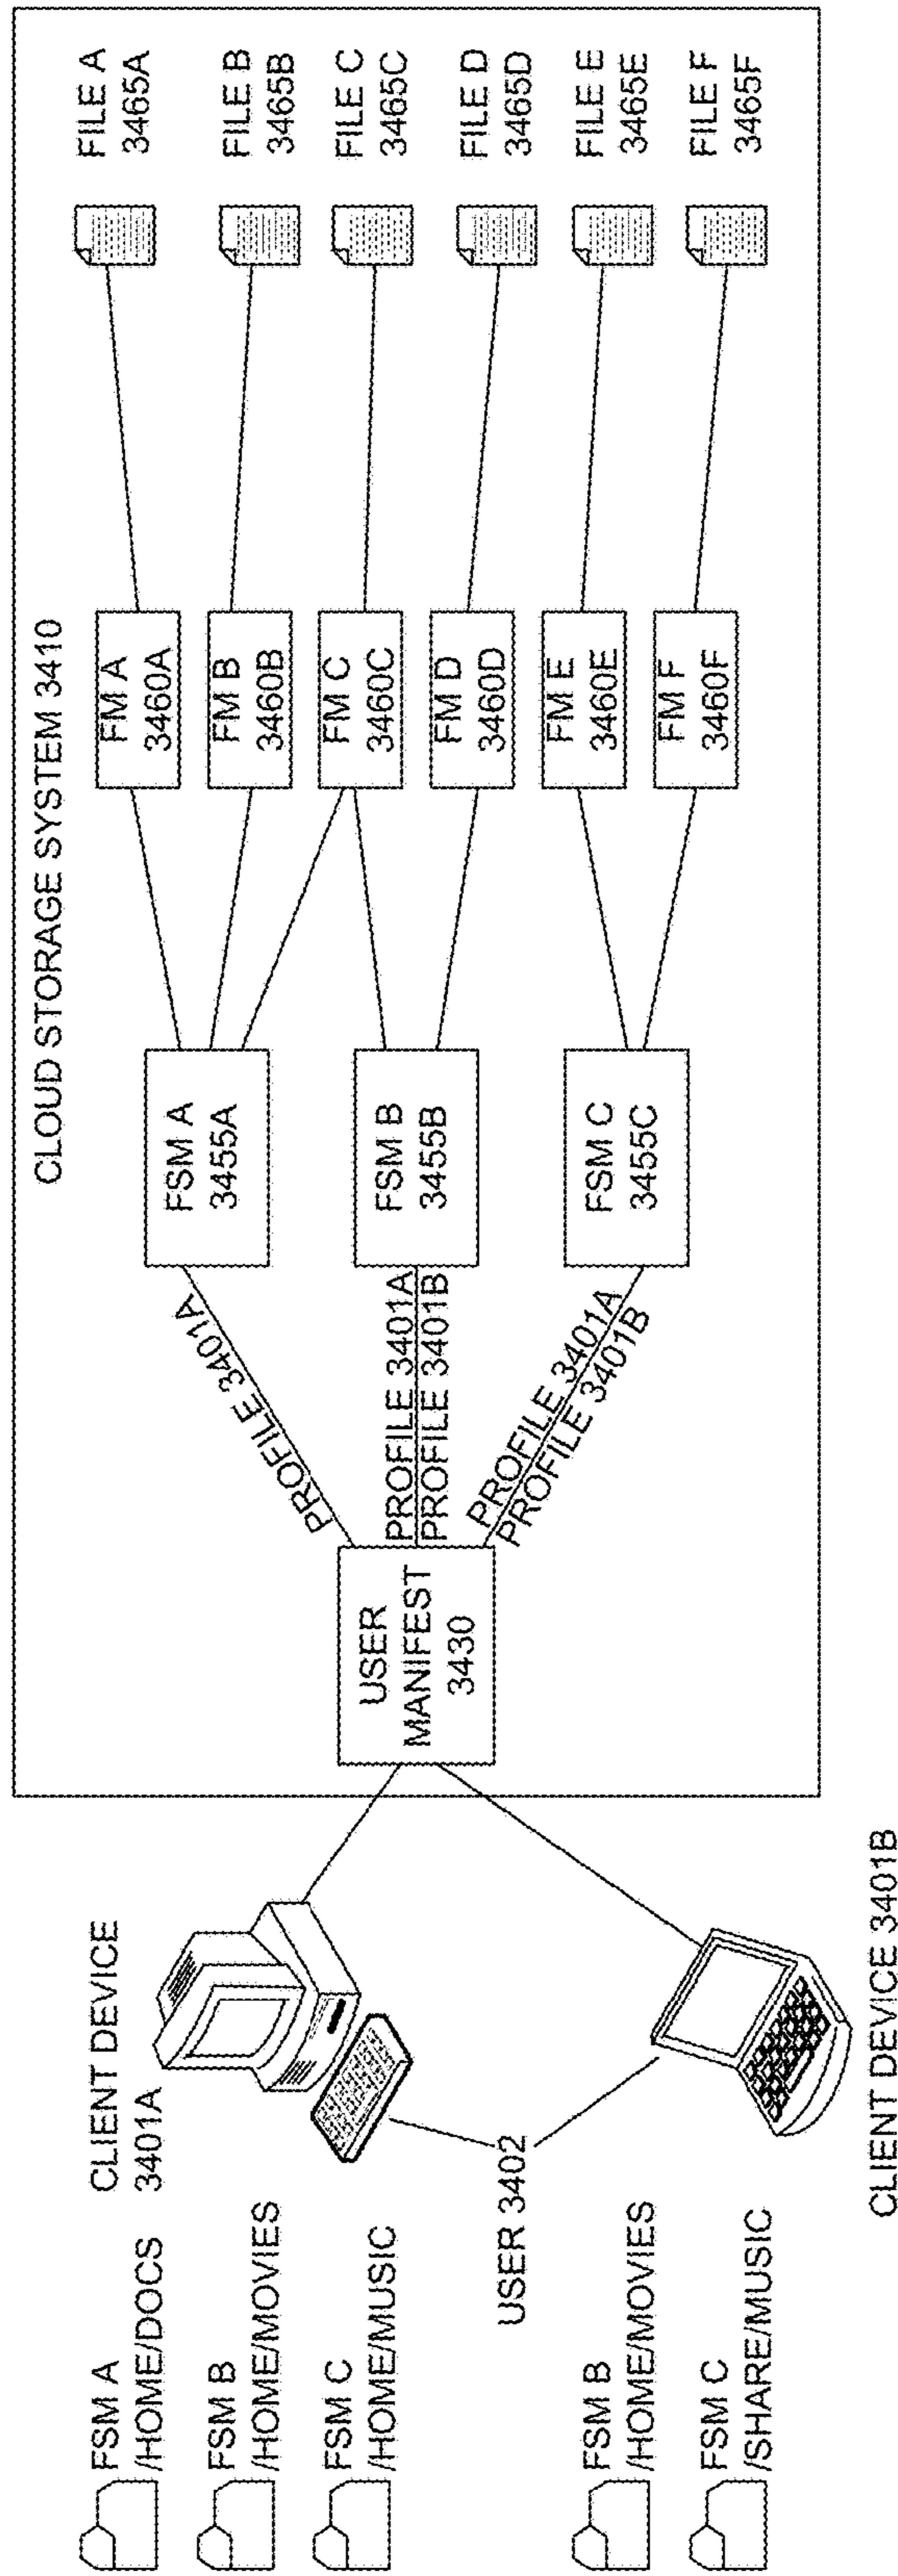 FSM A
/HOME/DOCS
FSM B
/HOME/MOVIES
FSM C
/HOME/MUSIC
CLIENT DEVICE
3401A
USER 3402
FSM B
/HOME/MOVIES
FSM C
/SHARE/MUSIC
CLIENT DEVICE 3401B
CLOUD STORAGE SYSTEM 3410
USER
MANIFEST
3430
PROFILE 3401A
PROFILE 3401A
PROFILE 3401B
PROFILE 3401A
PROFILE 3401B
FSM A
3455A
FSM B
3455B
FSM C
3455C
FM A
3460A
FM B
3460B
FM C
3460C
FM D
3460D
FM E
3460E
FM F
3460F
FILE A
3465A
FILE B
3465B
FILE C
3465C
FILE D
3465D
FILE E
3465E
FILE F
3465F